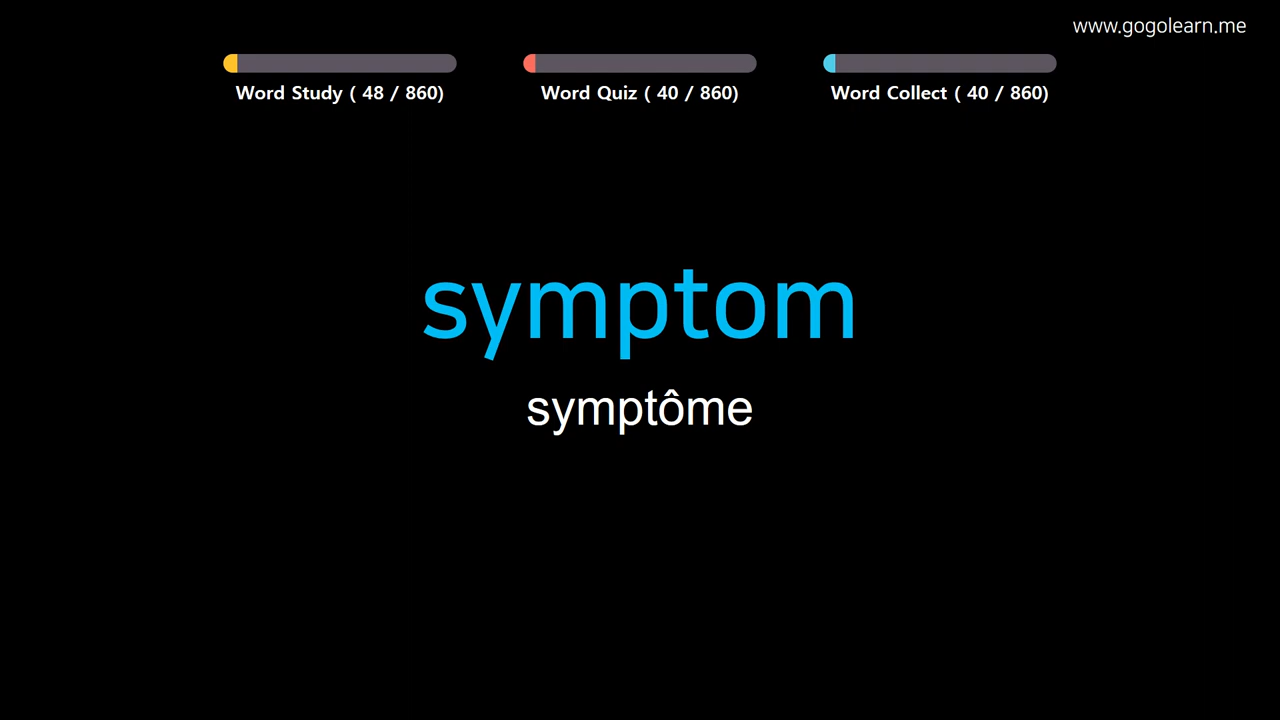 www.gogolearn.me
Word Study ( 48 / 860)
Word Quiz ( 40 / 860)
Word Collect ( 40 / 860)
symptom
symptôme